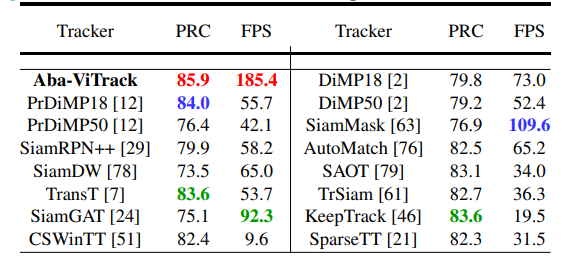 Tracker PRC FPS Tracker PRC FPS
Aba-ViTrack 85.9 185.4 DiMP18 [2] 79.8 73.0
PrDiMP18 [12] 84.0 55.7 DiMP50 [2] 79.2 52.4
PrDiMP50 [12] 76.4 42.1 SiamMask [63] 76.9 109.6
SiamRPN++ [29] 79.9 58.2 AutoMatch [76] 82.5 65.2
SiamDW [78] 73.5 65.0 SAOT [79] 83.1 34.0
TransT [7] 83.6 53.7 TrSiam [61] 82.7 36.3
SiamGAT [24] 75.1 92.3 KeepTrack [46] 83.6 19.5
CSWinTT [51] 82.4 9.6 SparseTT [21] 82.3 31.5